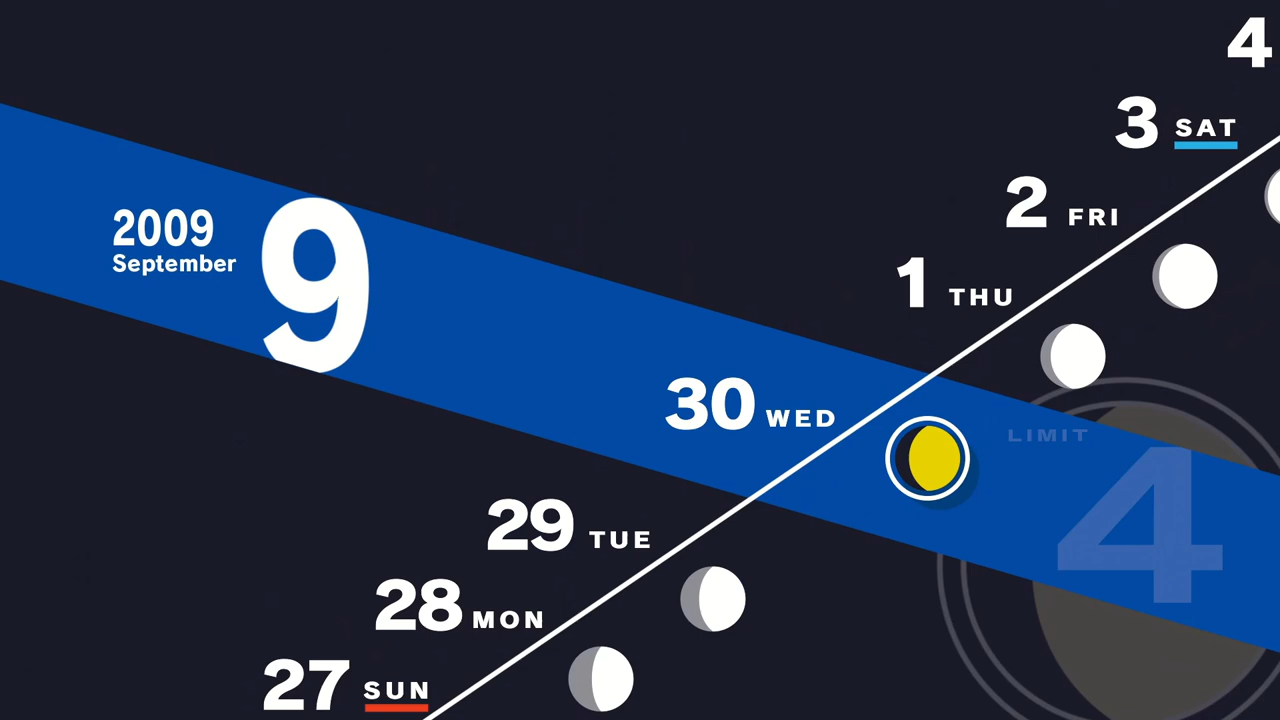 4
3 SAT
2 FRI
2009
September
9
1 THU
30 WED
LIMIT
4
29 TUE
28 MON
27 SUN